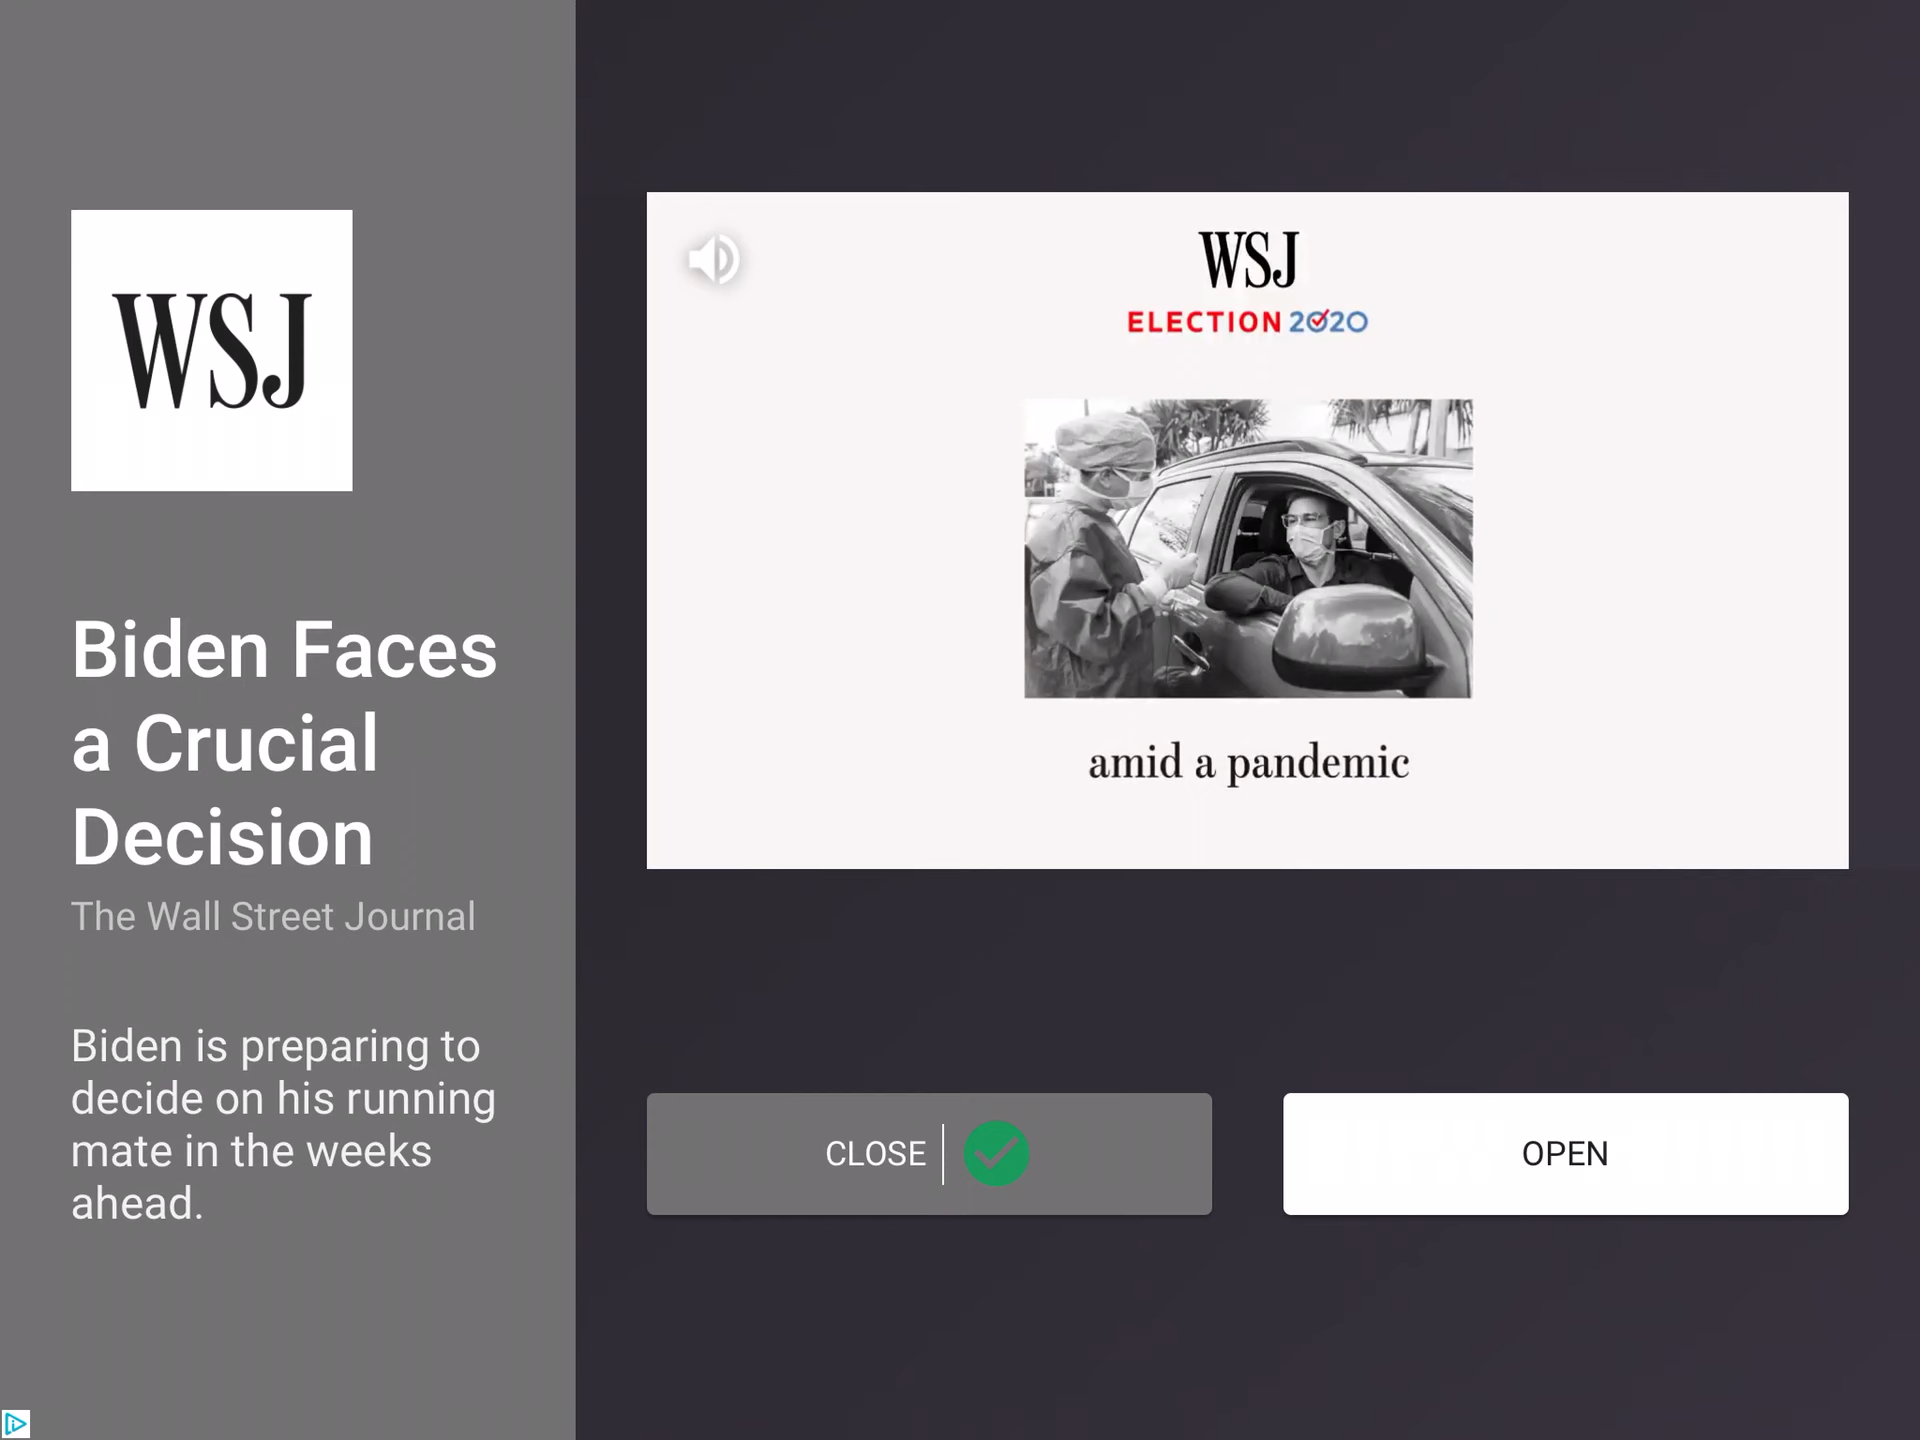 WSJ
Biden Faces
a Crucial
Decision
The Wall Street Journal
Biden is preparing to
decide on his running
mate in the weeks
ahead.
WSJ
ELECTION 2020
amid a pandemic
CLOSE
OPEN